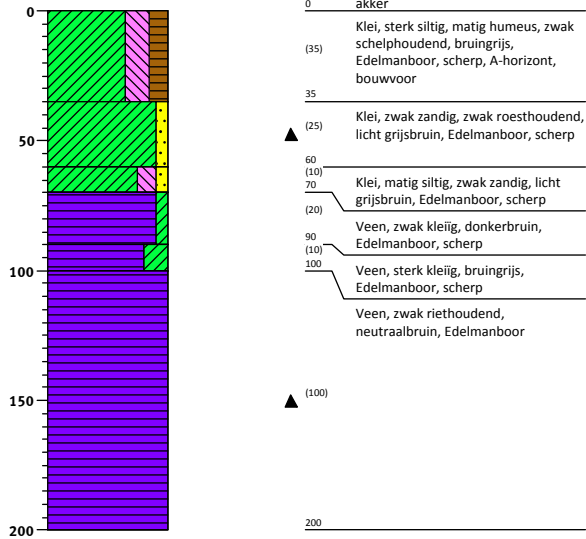 0
50
100
150
200
0 akker
(35)
Klei, sterk siltig, matig humeus, zwak
schelphoudend, bruingrijs,
Edelmanboor, scherp, A-horizont,
bouwvoor
35
(25)
Klei, zwak zandig, zwak roesthoudend,
licht grijsbruin, Edelmanboor, scherp
60
(10)
70
Klei, matig siltig, zwak zandig, licht
grijsbruin, Edelmanboor, scherp
(20)
Veen, zwak kleiïg, donkerbruin,
Edelmanboor, scherp
90
(10)
100
Veen, sterk kleiïg, bruingrijs,
Edelmanboor, scherp
Veen, zwak riethoudend,
neutraalbruin, Edelmanboor
(100)
200